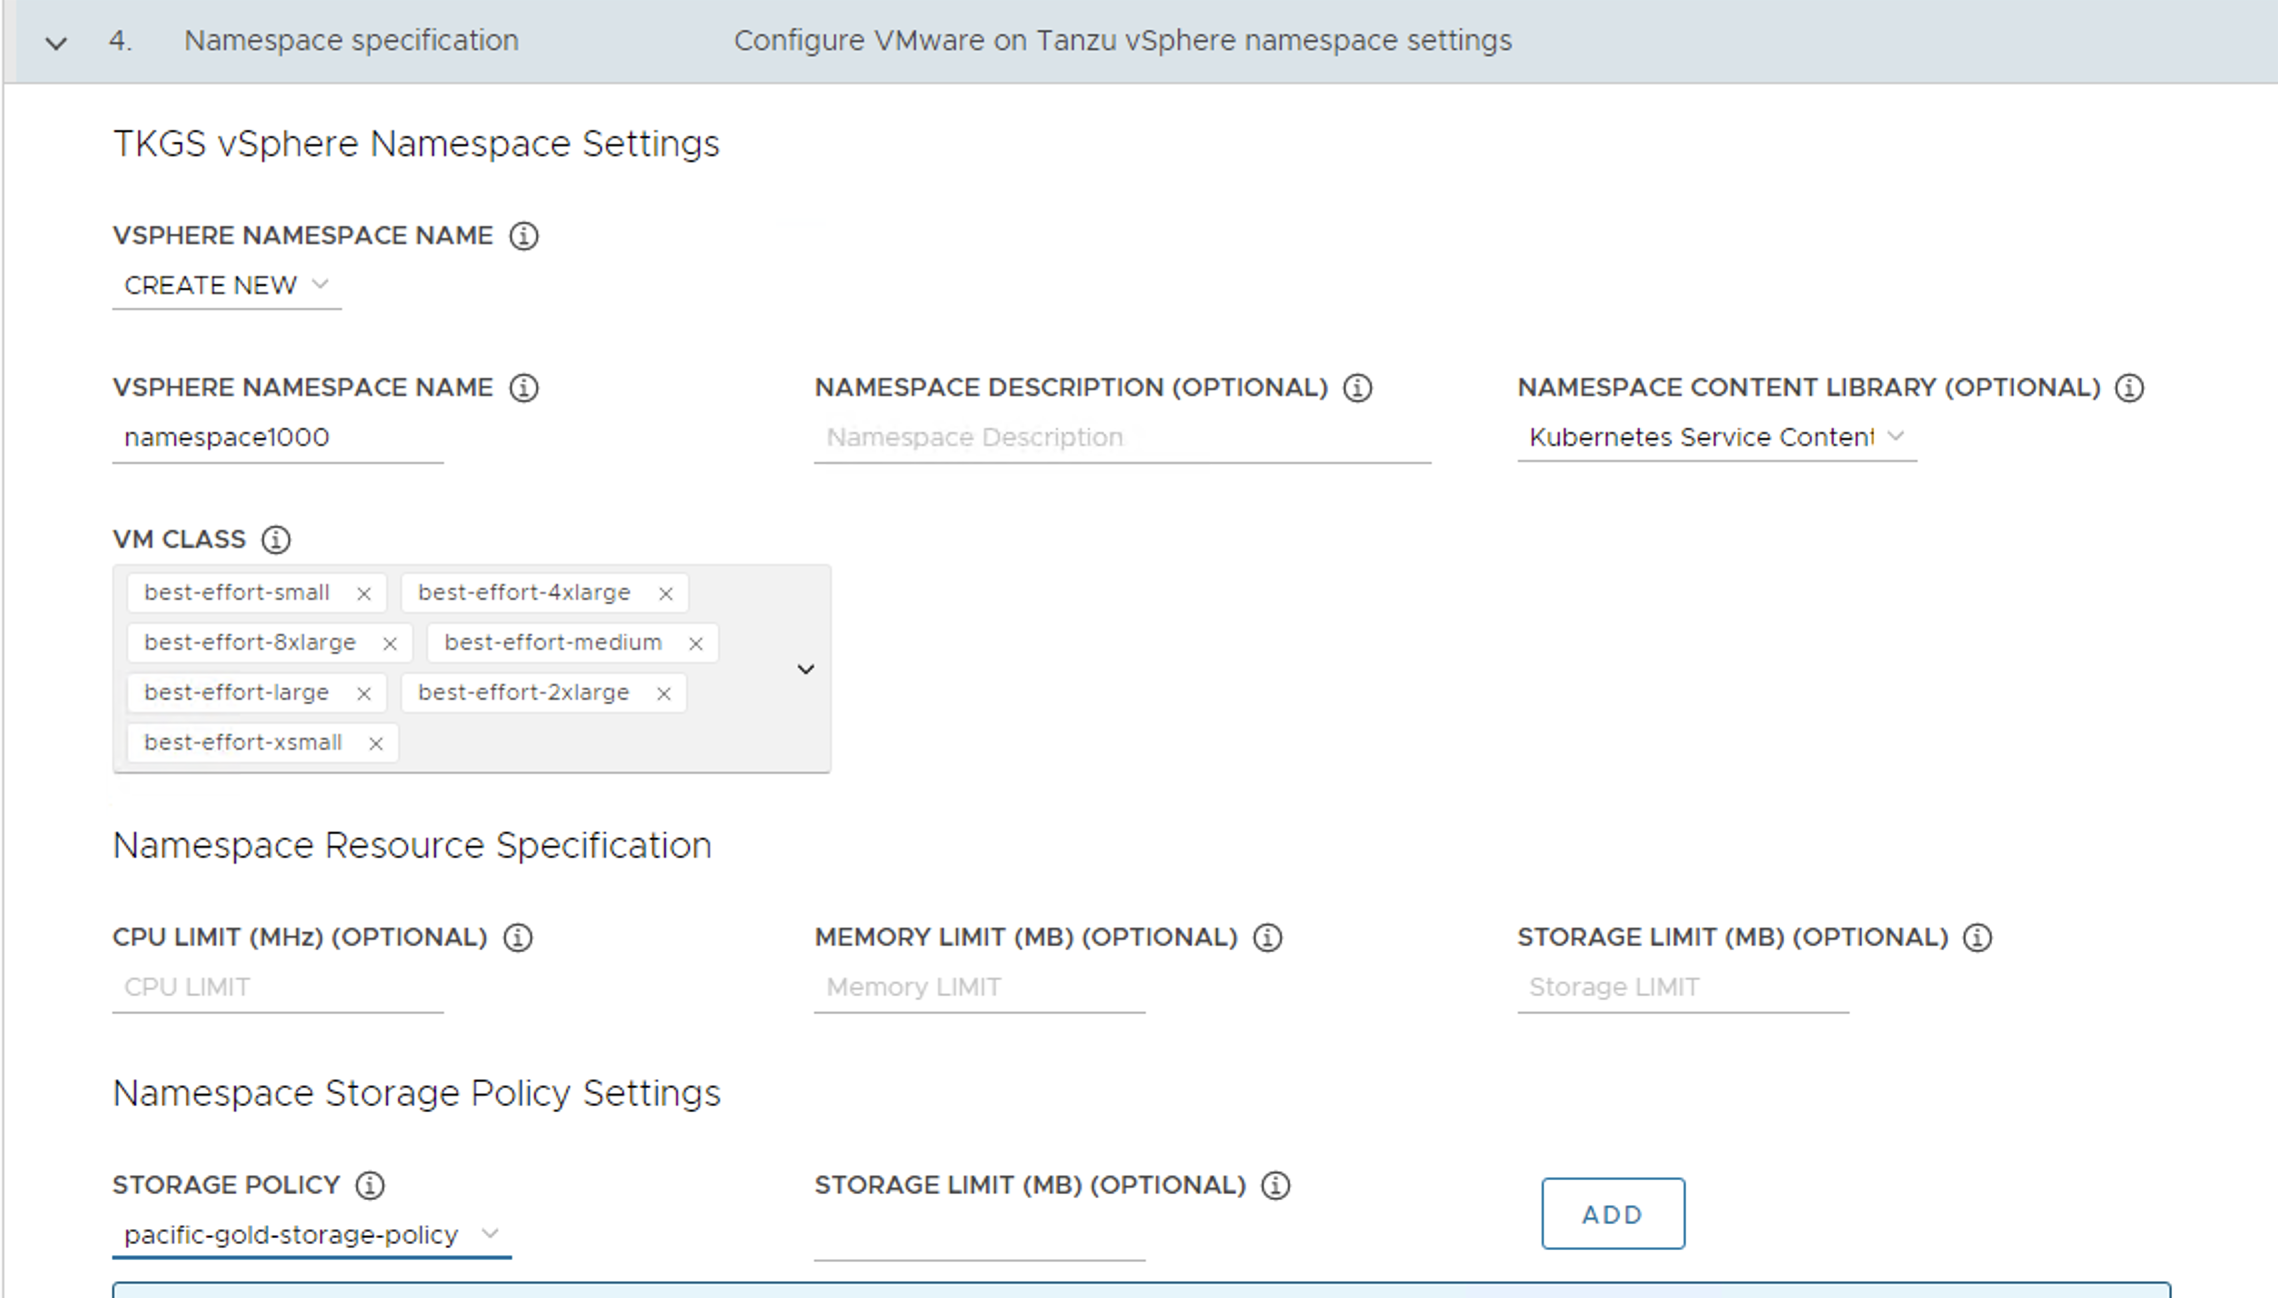 4. Namespace specification Configure VMware on Tanzu vSphere namespace settings
TKGS vSphere Namespace Settings
VSPHERE NAMESPACE NAME
CREATE NEW
VSPHERE NAMESPACE NAME NAMESPACE DESCRIPTION (OPTIONAL) NAMESPACE CONTENT LIBRARY (OPTIONAL)
namespace1000 Namespace Description Kubernetes Service Content
VM CLASS
best-effort-small × best-effort-4xlarge ×
best-effort-8xlarge × best-effort-medium ×
best-effort-large × best-effort-2xlarge ×
best-effort-xsmall ×
Namespace Resource Specification
CPU LIMIT (MHz) (OPTIONAL) MEMORY LIMIT (MB) (OPTIONAL) STORAGE LIMIT (MB) (OPTIONAL)
CPU LIMIT Memory LIMIT Storage LIMIT
Namespace Storage Policy Settings
STORAGE POLICY STORAGE LIMIT (MB) (OPTIONAL)
ADD
pacific-gold-storage-policy